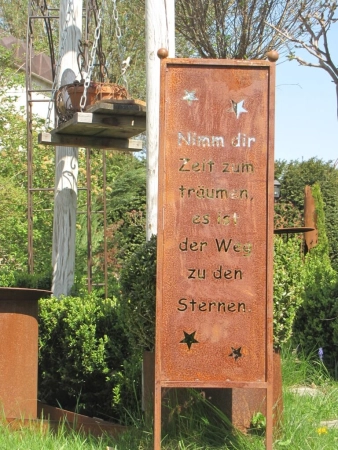 Nimm dir
Zeit zum
träumen,
es ist
der Weg
zu den
Sternen.